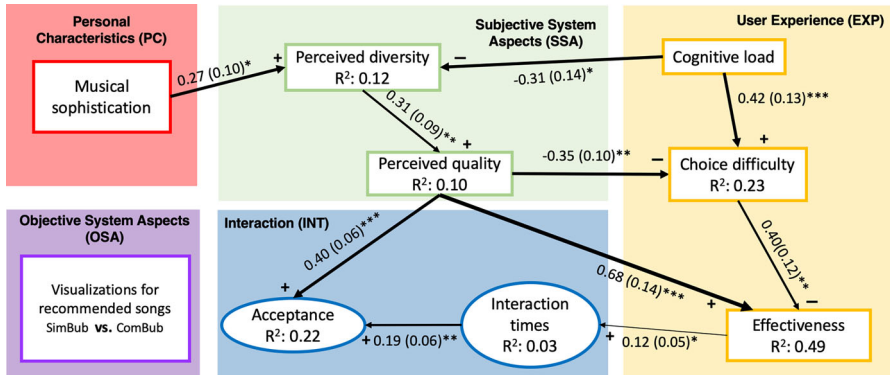 Personal
Characteristics (PC)
Musical
sophistication
0.27 (0.10)*
+
Subjective System
Aspects (SSA)
Perceived diversity
R²: 0.12
−
-0.31 (0.14)*
0.31 (0.09)**
+
Perceived quality
R²: 0.10
-0.35 (0.10)**
−
User Experience (EXP)
Cognitive load
0.42 (0.13)***
+
Choice difficulty
R²: 0.23
0.40(0.12)**
−
Effectiveness
R²: 0.49
Objective System Aspects
(OSA)
Visualizations for
recommended songs
SimBub vs. ComBub
Interaction (INT)
0.40 (0.06)***
+
Acceptance
R²: 0.22
+ 0.19 (0.06)**
Interaction
times
R²: 0.03
0.68 (0.14)***
+
+ 0.12 (0.05)*